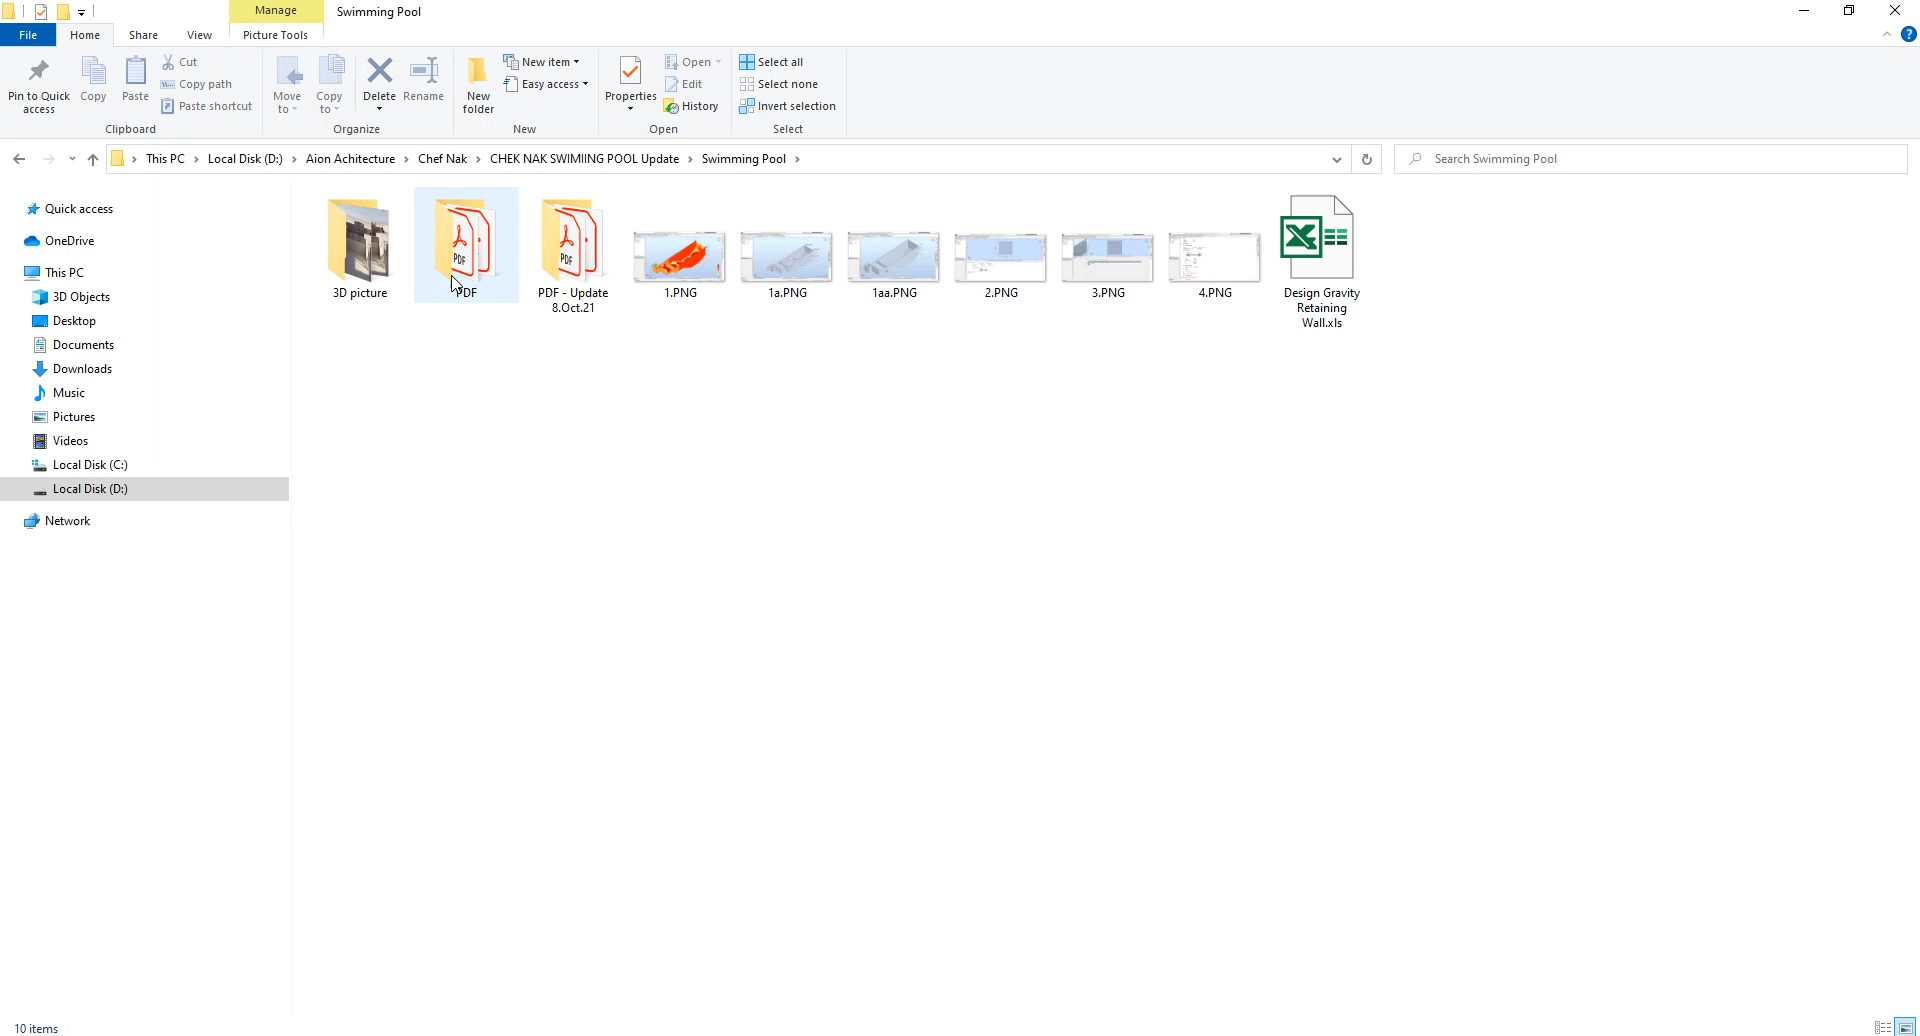 Manage
Swimming Pool
File
Home
Share
View
Picture Tools
Pin to Quick
access
Copy
Paste
Cut
Copy path
Paste shortcut
Clipboard
Move
to
Copy
to
Delete
Rename
Organize
New
folder
New item
Easy access
New
Properties
Open
Edit
History
Open
Select all
Select none
Invert selection
Select
This PC > Local Disk (D:) > Aion Achitecture > Chef Nak > CHEK NAK SWIMIING POOL Update > Swimming Pool >
Search Swimming Pool
Quick access
OneDrive
This PC
3D Objects
Desktop
Documents
Downloads
Music
Pictures
Videos
Local Disk (C:)
Local Disk (D:)
Network
3D picture
PDF
PDF
PDF
PDF - Update
8.Oct.21
1.PNG
1a.PNG
1aa.PNG
2.PNG
3.PNG
4.PNG
Design Gravity
Retaining
Wall.xls
10 items